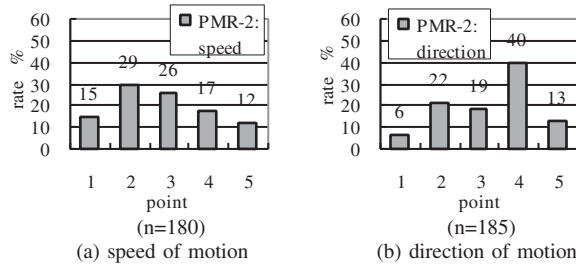 PMR-2:
speed
rate %
60
50
40
30
20
10
0
15
29
26
17
12
1 2 3 4 5
point
(n=180)
(a) speed of motion
PMR-2:
direction
rate %
60
50
40
30
20
10
0
6
22
19
40
13
1 2 3 4 5
point
(n=185)
(b) direction of motion